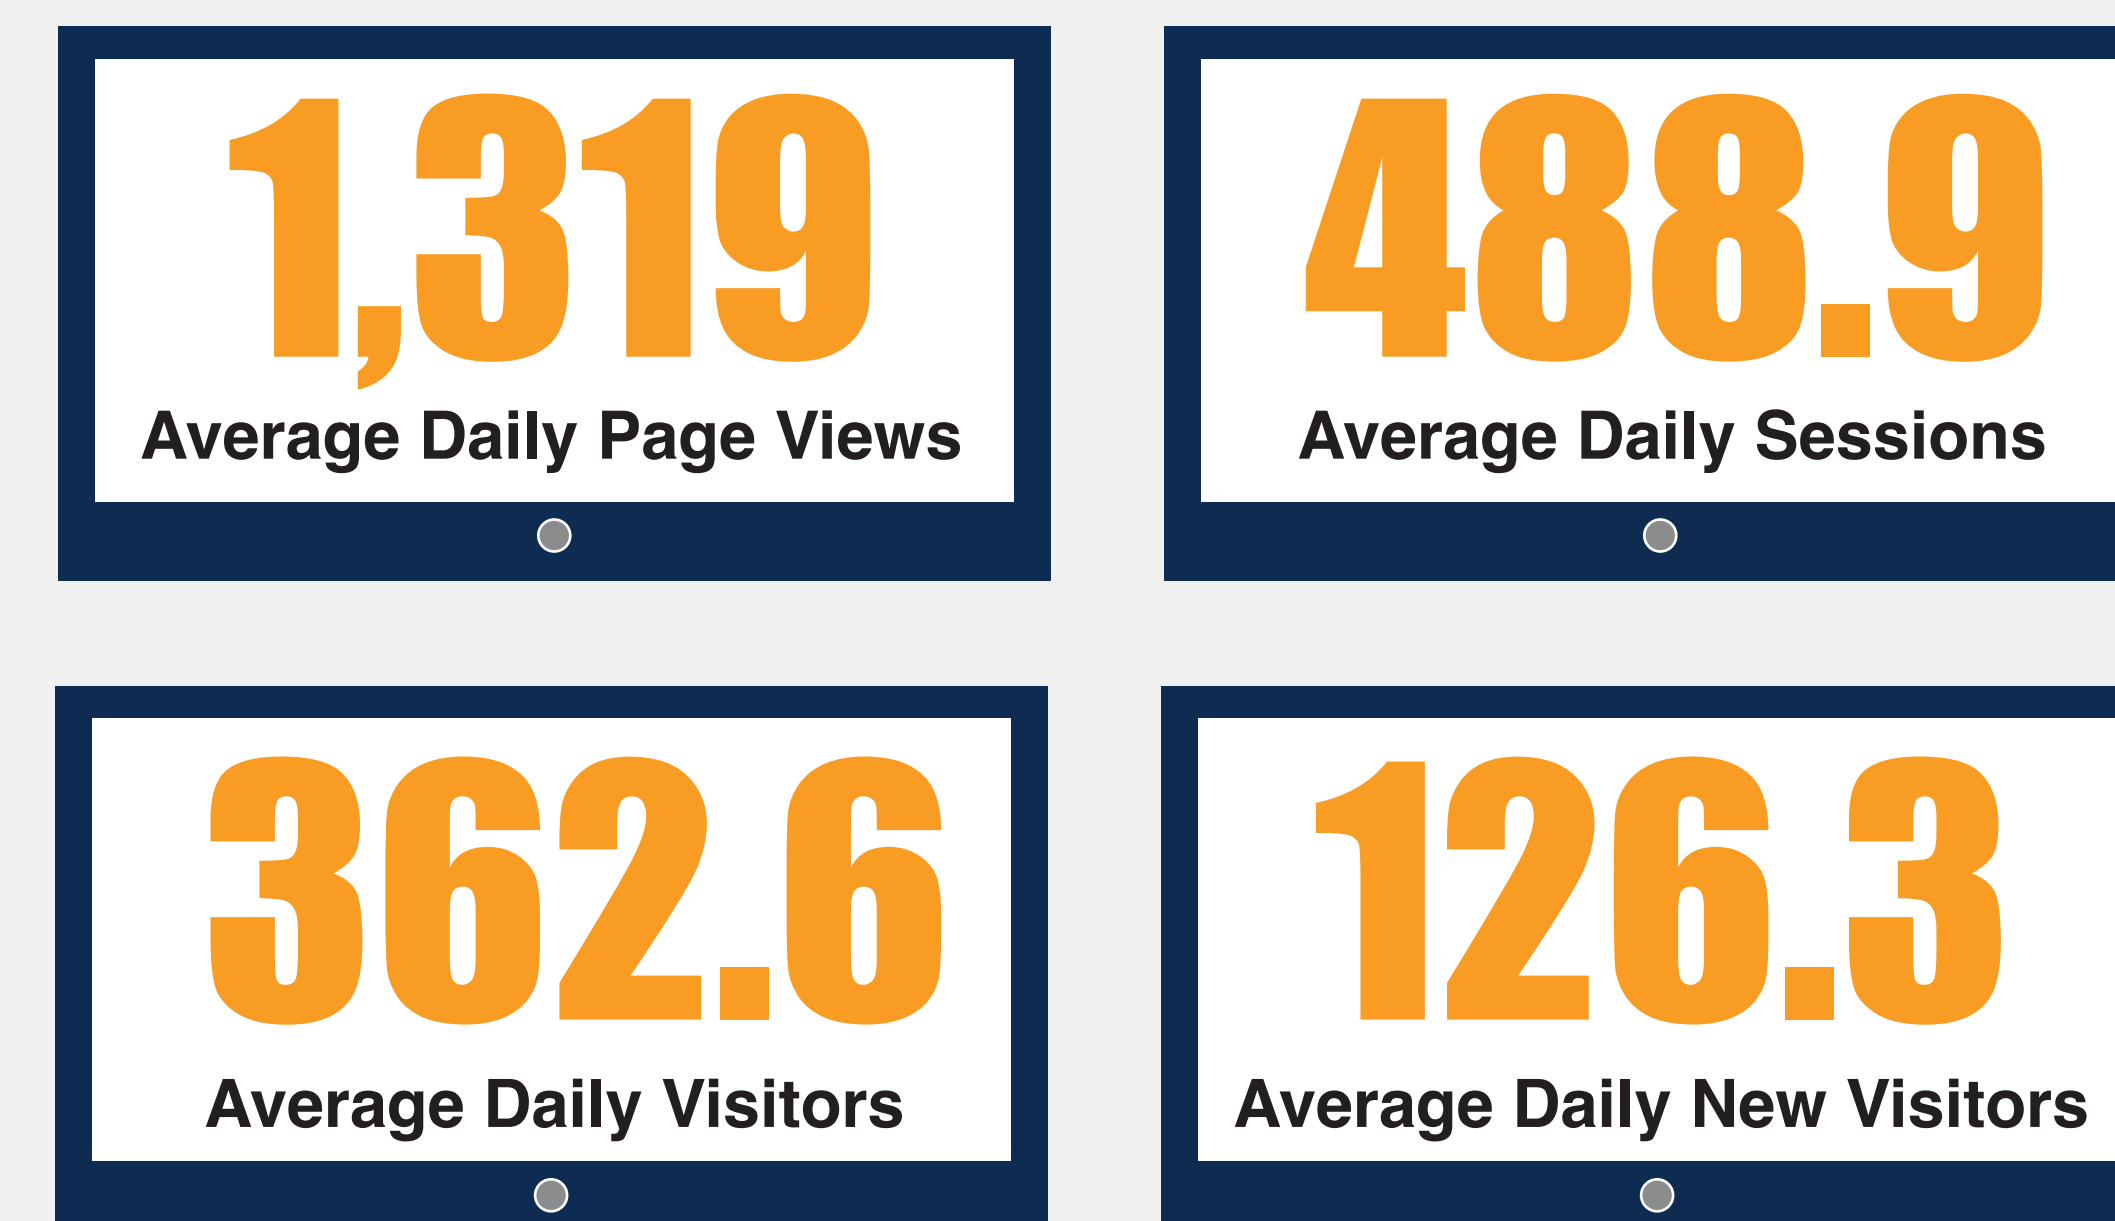 1,319
Average Daily Page Views
488.9
Average Daily Sessions
362.6
Average Daily Visitors
126.3
Average Daily New Visitors